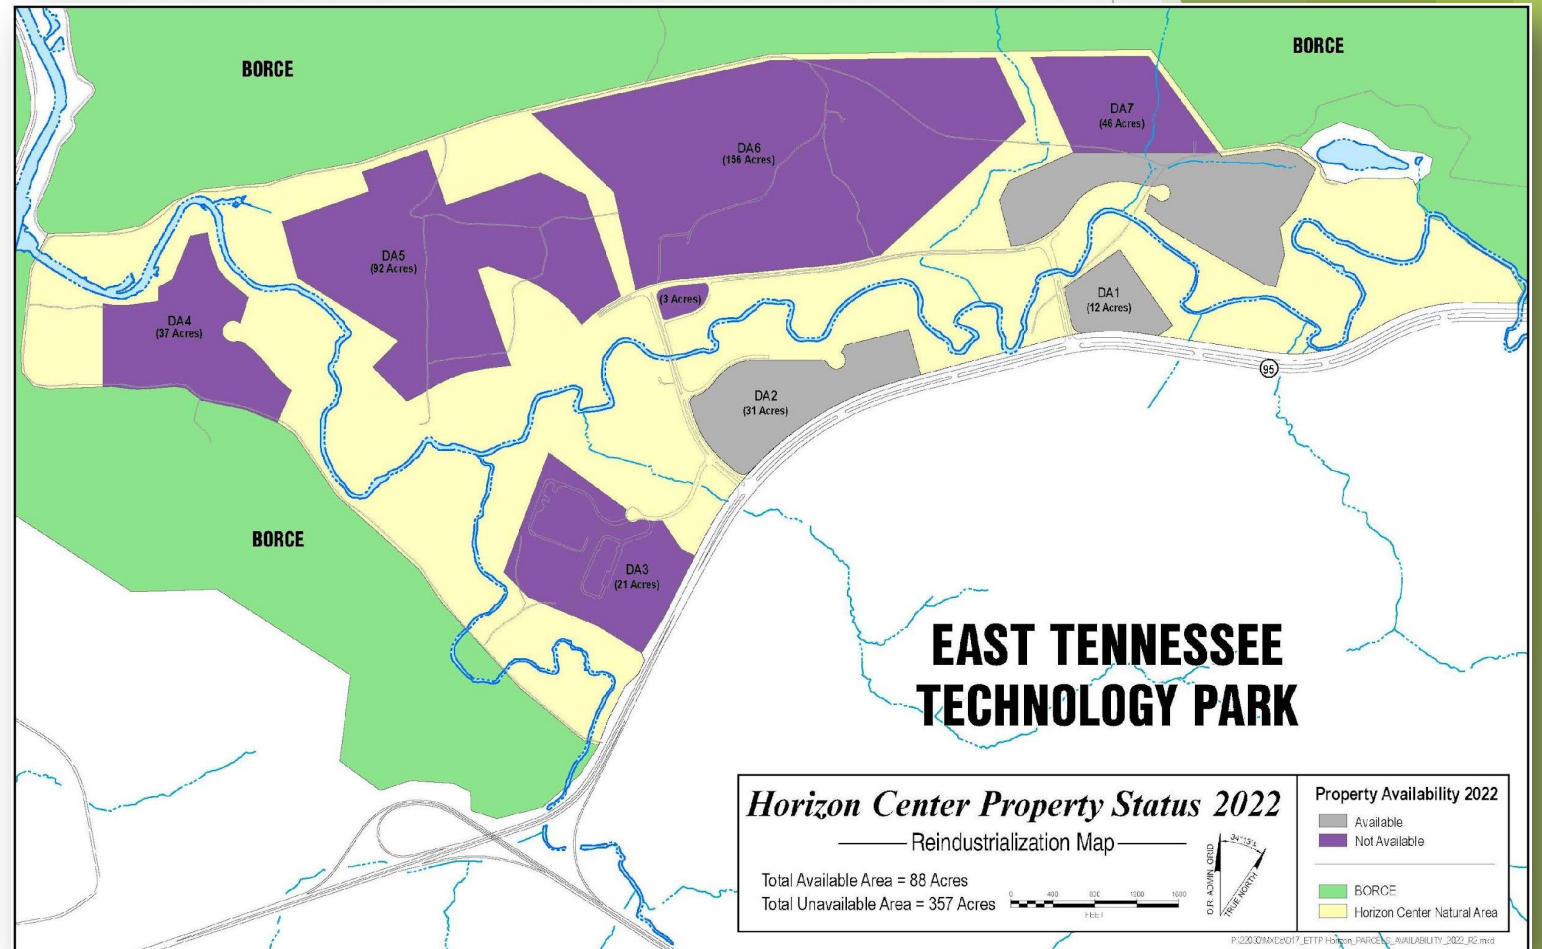 BORCE
BORCE
DA7
(46 Acres)
DA6
(156 Acres)
DA5
(92 Acres)
DA4
(37 Acres)
(3 Acres)
DA1
(12 Acres)
95
DA2
(31 Acres)
BORCE
DA3
(21 Acres)
EAST TENNESSEE
TECHNOLOGY PARK
Horizon Center Property Status 2022
Reindustrialization Map
Total Available Area = 88 Acres
Total Unavailable Area = 357 Acres
0 400 800 1200 1600
FEET
O.R. ADMIN. GRID
TRUE NORTH
Property Availability 2022
Available
Not Available
BORCE
Horizon Center Natural Area